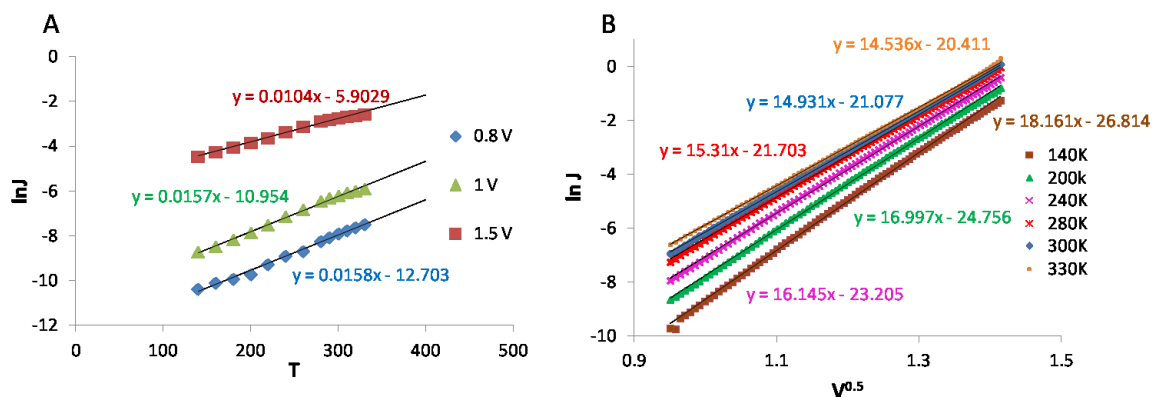 A
0
-2
-4
-6
-8
-10
-12
0
100
200
300
400
500
lnJ
T
y = 0.0104x - 5.9029
y = 0.0157x - 10.954
y = 0.0158x - 12.703
0.8 V
1 V
1.5 V
B
0
-2
-4
-6
-8
-10
0.9
1.1
1.3
1.5
ln J
V^0.5
y = 14.536x - 20.411
y = 14.931x - 21.077
y = 18.161x - 26.814
y = 15.31x - 21.703
y = 16.997x - 24.756
y = 16.145x - 23.205
140K
200k
240K
280K
300K
330K